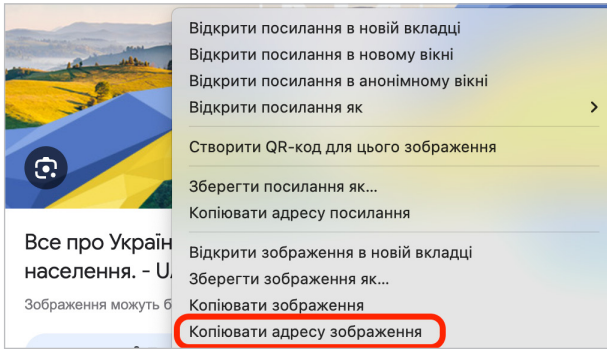 Відкрити посилання в новій вкладці
Відкрити посилання в новому вікні
Відкрити посилання в анонімному вікні
Відкрити посилання як
Створити QR-код для цього зображення
Зберегти посилання як...
Копіювати адресу посилання
Відкрити зображення в новій вкладці
Зберегти зображення як...
Копіювати зображення
Копіювати адресу зображення
Все про Україн
населення. - U
Зображення можуть б